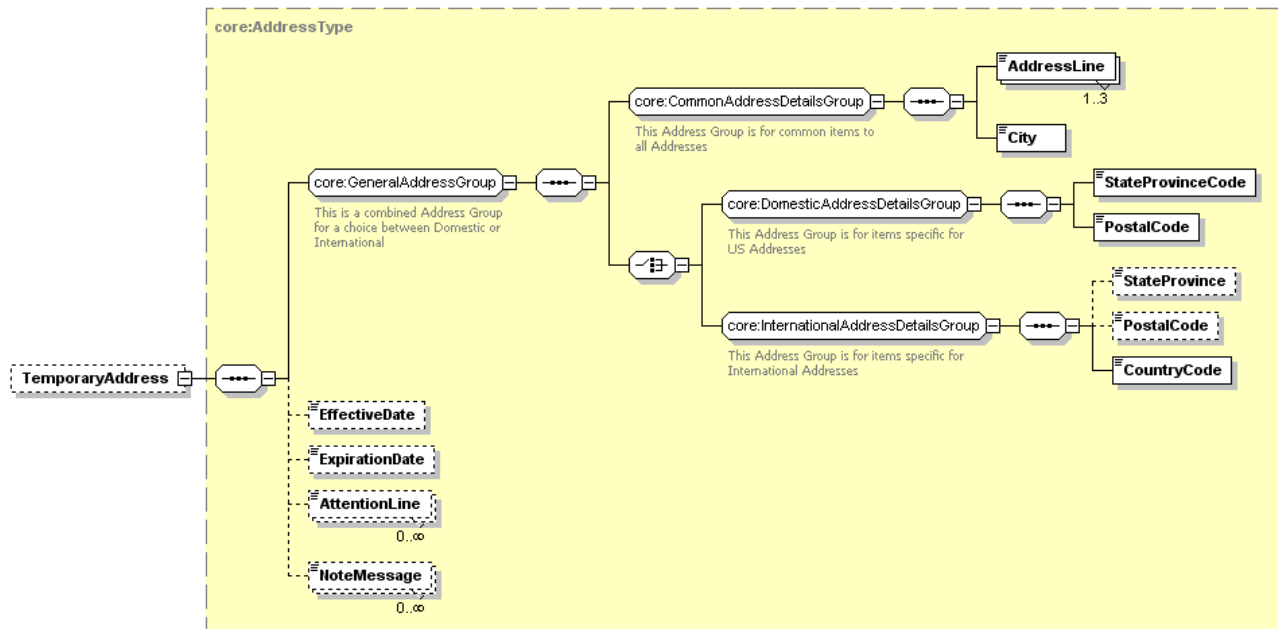 core:AddressType
AddressLine
1..3
core:CommonAddressDetailsGroup
This Address Group is for common items to
all Addresses
City
core:GeneralAddressGroup
This is a combined Address Group
for a choice between Domestic or
International
StateProvinceCode
core:DomesticAddressDetailsGroup
This Address Group is for items specific for
US Addresses
PostalCode
StateProvince
core:InternationalAddressDetailsGroup
This Address Group is for items specific for
International Addresses
PostalCode
CountryCode
TemporaryAddress
EffectiveDate
ExpirationDate
AttentionLine
0..∞
NoteMessage
0..∞